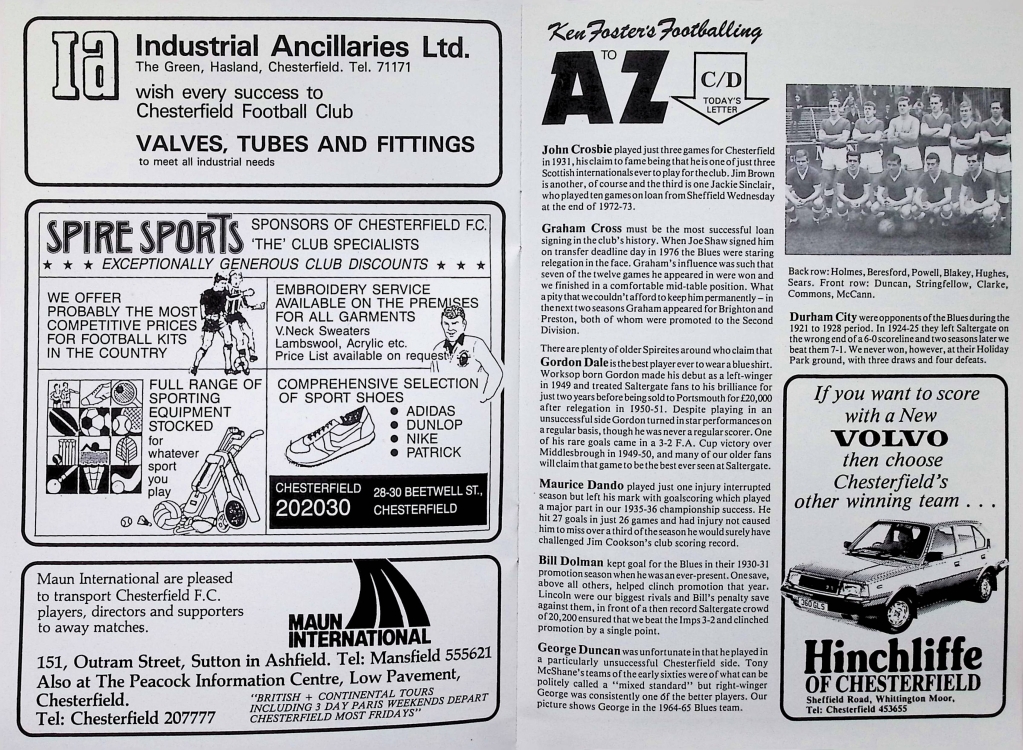 Ia
Industrial Ancillaries Ltd.
The Green, Hasland, Chesterfield. Tel. 71171
wish every success to
Chesterfield Football Club
VALVES, TUBES AND FITTINGS
to meet all industrial needs
SPIRE SPORTS
SPONSORS OF CHESTERFIELD F.C.
'THE' CLUB SPECIALISTS
★ ★ ★ EXCEPTIONALLY GENEROUS CLUB DISCOUNTS ★ ★ ★
WE OFFER
PROBABLY THE MOST
COMPETITIVE PRICES
FOR FOOTBALL KITS
IN THE COUNTRY
EMBROIDERY SERVICE
AVAILABLE ON THE PREMISES
FOR ALL GARMENTS
V.Neck Sweaters
Lambswool, Acrylic etc.
Price List available on request
FULL RANGE OF
SPORTING
EQUIPMENT
STOCKED
for
whatever
sport
you
play
COMPREHENSIVE SELECTION
OF SPORT SHOES
● ADIDAS
● DUNLOP
● NIKE
● PATRICK
CHESTERFIELD
202030
28-30 BEETWELL ST.,
CHESTERFIELD
Maun International are pleased
to transport Chesterfield F.C.
players, directors and supporters
to away matches.
MAUN
INTERNATIONAL
151, Outram Street, Sutton in Ashfield. Tel: Mansfield 555621
Also at The Peacock Information Centre, Low Pavement,
Chesterfield.
Tel: Chesterfield 207777
"BRITISH + CONTINENTAL TOURS
INCLUDING 3 DAY PARIS WEEKENDS DEPART
CHESTERFIELD MOST FRIDAYS"
Ken Foster's Footballing
A TO Z
C/D
TODAY'S
LETTER
John Crosbie played just three games for Chesterfield
in 1931, his claim to fame being that he is one of just three
Scottish internationals ever to play for the club. Jim Brown
is another, of course and the third is one Jackie Sinclair,
who played ten games on loan from Sheffield Wednesday
at the end of 1972-73.
Graham Cross must be the most successful loan
signing in the club's history. When Joe Shaw signed him
on transfer deadline day in 1976 the Blues were staring
relegation in the face. Graham's influence was such that
seven of the twelve games he appeared in were won and
we finished in a comfortable mid-table position. What
a pity that we couldn't afford to keep him permanently – in
the next two seasons Graham appeared for Brighton and
Preston, both of whom were promoted to the Second
Division.
There are plenty of older Spireites around who claim that
Gordon Dale is the best player ever to wear a blue shirt.
Worksop born Gordon made his debut as a left-winger
in 1949 and treated Saltergate fans to his brilliance for
just two years before being sold to Portsmouth for £20,000
after relegation in 1950-51. Despite playing in an
unsuccessful side Gordon turned in star performances on
a regular basis, though he was never a regular scorer. One
of his rare goals came in a 3-2 F.A. Cup victory over
Middlesbrough in 1949-50, and many of our older fans
will claim that game to be the best ever seen at Saltergate.
Maurice Dando played just one injury interrupted
season but left his mark with goalscoring which played
a major part in our 1935-36 championship success. He
hit 27 goals in just 26 games and had injury not caused
him to miss over a third of the season he would surely have
challenged Jim Cookson's club scoring record.
Bill Dolman kept goal for the Blues in their 1930-31
promotion season when he was an ever-present. One save,
above all others, helped clinch promotion that year.
Lincoln were our biggest rivals and Bill's penalty save
against them, in front of a then record Saltergate crowd
of 20,200 ensured that we beat the Imps 3-2 and clinched
promotion by a single point.
George Duncan was unfortunate in that he played in
a particularly unsuccessful Chesterfield side. Tony
McShane's teams of the early sixties were of what can be
politely called a "mixed standard" but right-winger
George was consistently one of the better players. Our
picture shows George in the 1964-65 Blues team.
Back row: Holmes, Beresford, Powell, Blakey, Hughes,
Sears. Front row: Duncan, Stringfellow, Clarke,
Commons, McCann.
Durham City were opponents of the Blues during the
1921 to 1928 period. In 1924-25 they left Saltergate on
the wrong end of a 6-0 scoreline and two seasons later we
beat them 7-1. We never won, however, at their Holiday
Park ground, with three draws and four defeats.
If you want to score
with a New
VOLVO
then choose
Chesterfield's
other winning team . . .
360 GLS
Hinchliffe
OF CHESTERFIELD
Sheffield Road, Whittington Moor,
Tel: Chesterfield 453655